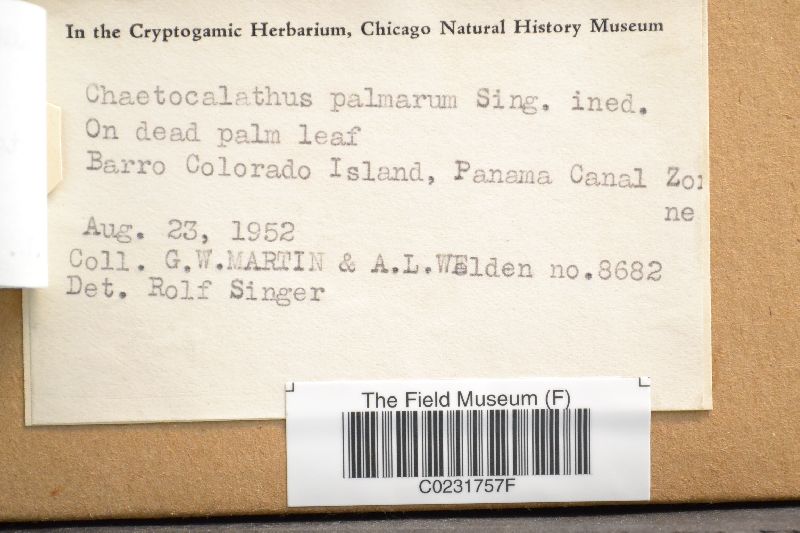 In the Cryptogamic Herbarium, Chicago Natural History Museum
Chaetocalathus palmarum Sing. ined.
On dead palm leaf
Barro Colorado Island, Panama Canal Zo
ne
Aug. 23, 1952
Coll. G.W.MARTIN & A.L.WElden no.8682
Det. Rolf Singer
The Field Museum (F)
C0231757F